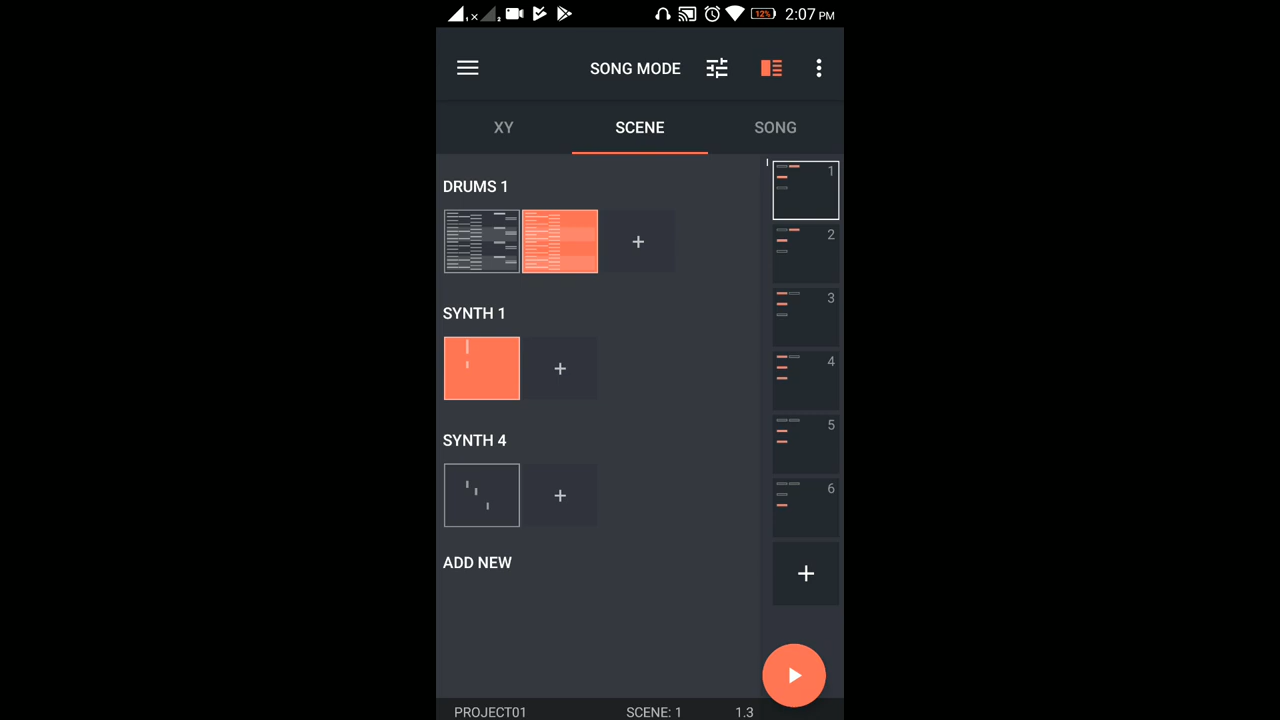 12% 2:07 PM
SONG MODE
XY SCENE SONG
DRUMS 1
1
+
2
SYNTH 1
3
+
4
SYNTH 4
5
+
6
ADD NEW
+
PROJECT01 SCENE: 1 1.3